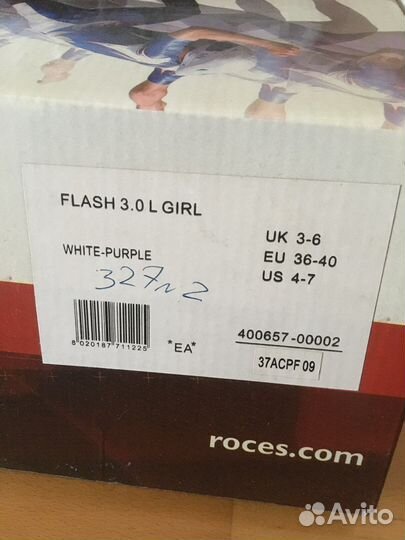 FLASH 3.0 L GIRL
UK 3-6
EU 36-40
US 4-7
WHITE-PURPLE
8 020187 711225
*EA*
400657-00002
37ACPF 09
roces.com
Avito